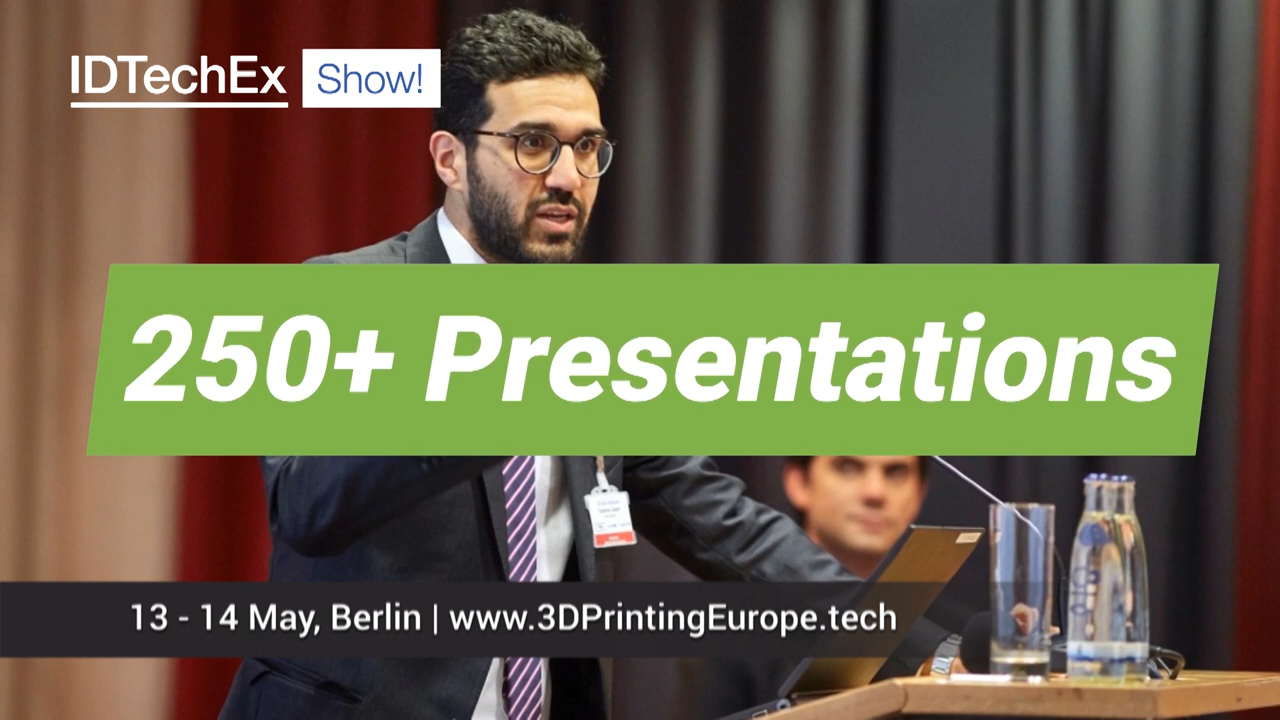 IDTechEx Show!
250+ Presentations
13 - 14 May, Berlin | www.3DPrintingEurope.tech